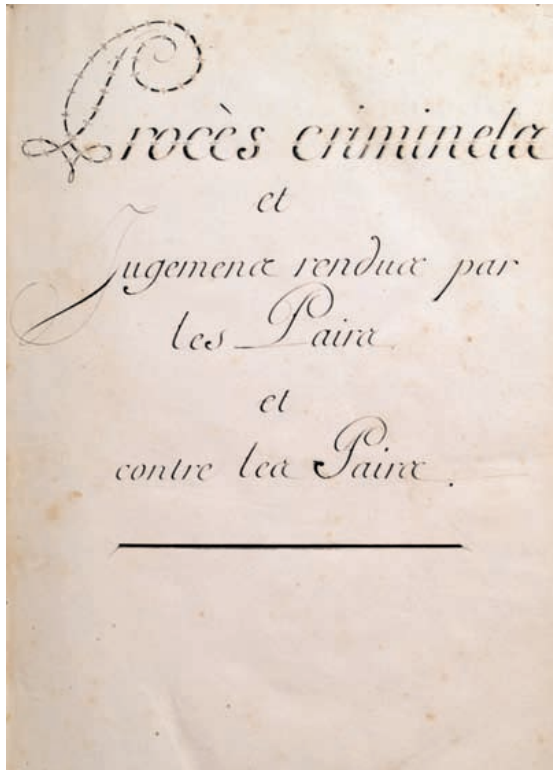 Procès criminels
et
Jugemens rendus par
les Pairs
et
contre les Pairs.